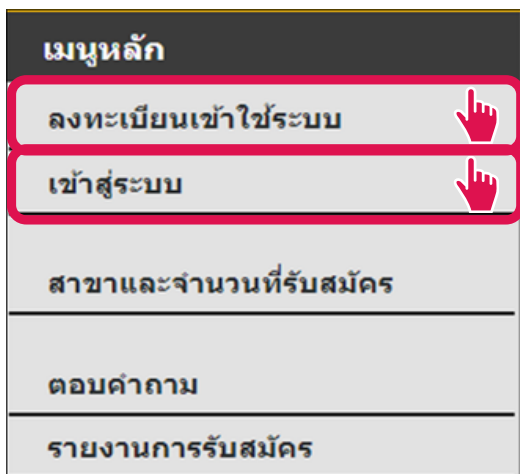 เมนูหลัก
ลงทะเบียนเข้าใช้ระบบ
เข้าสู่ระบบ
สาขาและจำนวนที่รับสมัคร
ตอบคำถาม
รายงานการรับสมัคร